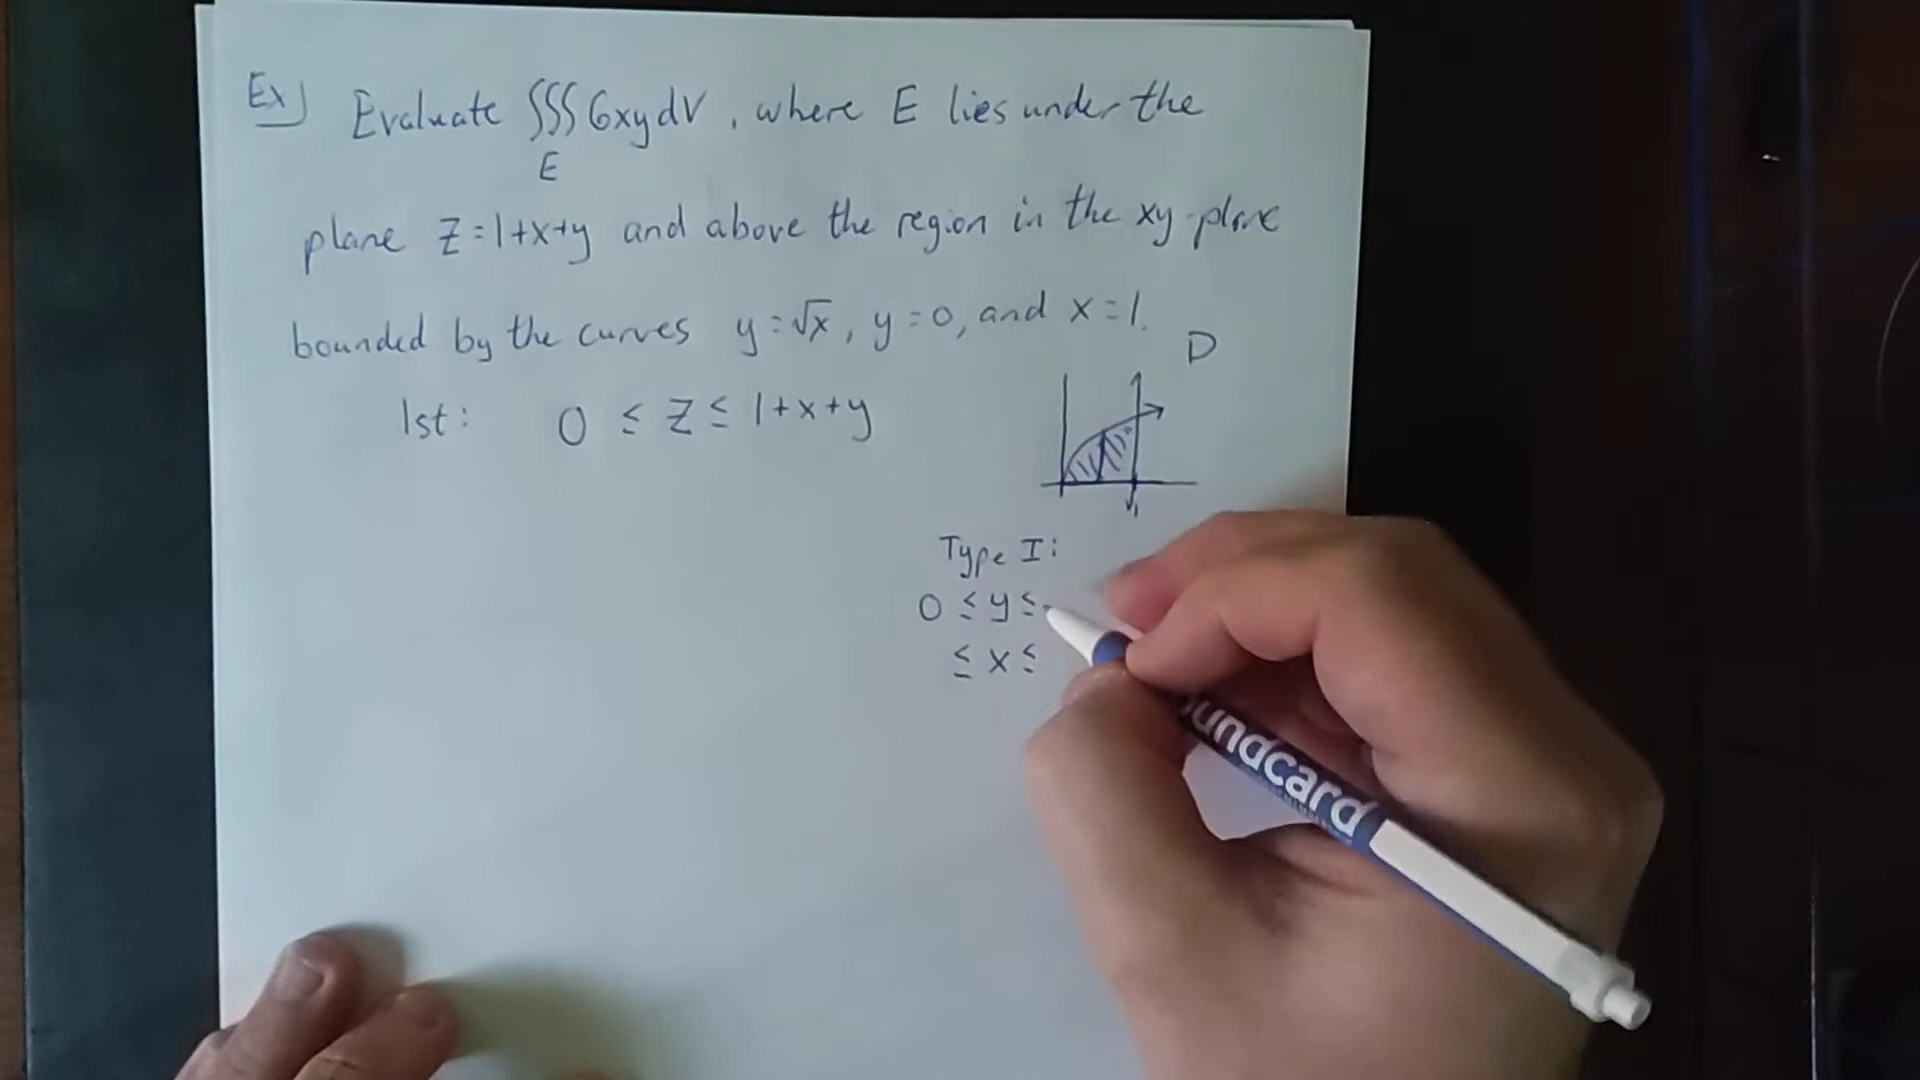 Ex) Evaluate ∭ 6xy dV, where E lies under the
E
plane z=1+x+y and above the region in the xy-plane
bounded by the curves y=√x, y=0, and x=1.
D
1st: 0 ≤ z ≤ 1+x+y
1
Type I:
0 ≤ y ≤
≤ x ≤
undcard